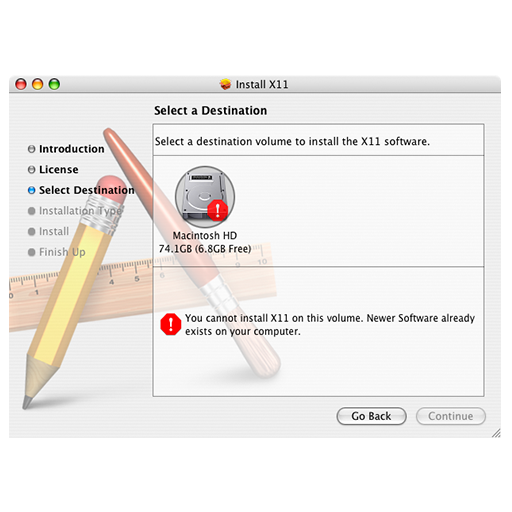 Install X11
Select a Destination
Introduction
License
Select Destination
Installation Type
Install
Finish Up
Select a destination volume to install the X11 software.
Macintosh HD
74.1GB (6.8GB Free)
You cannot install X11 on this volume. Newer Software already
exists on your computer.
Go Back
Continue